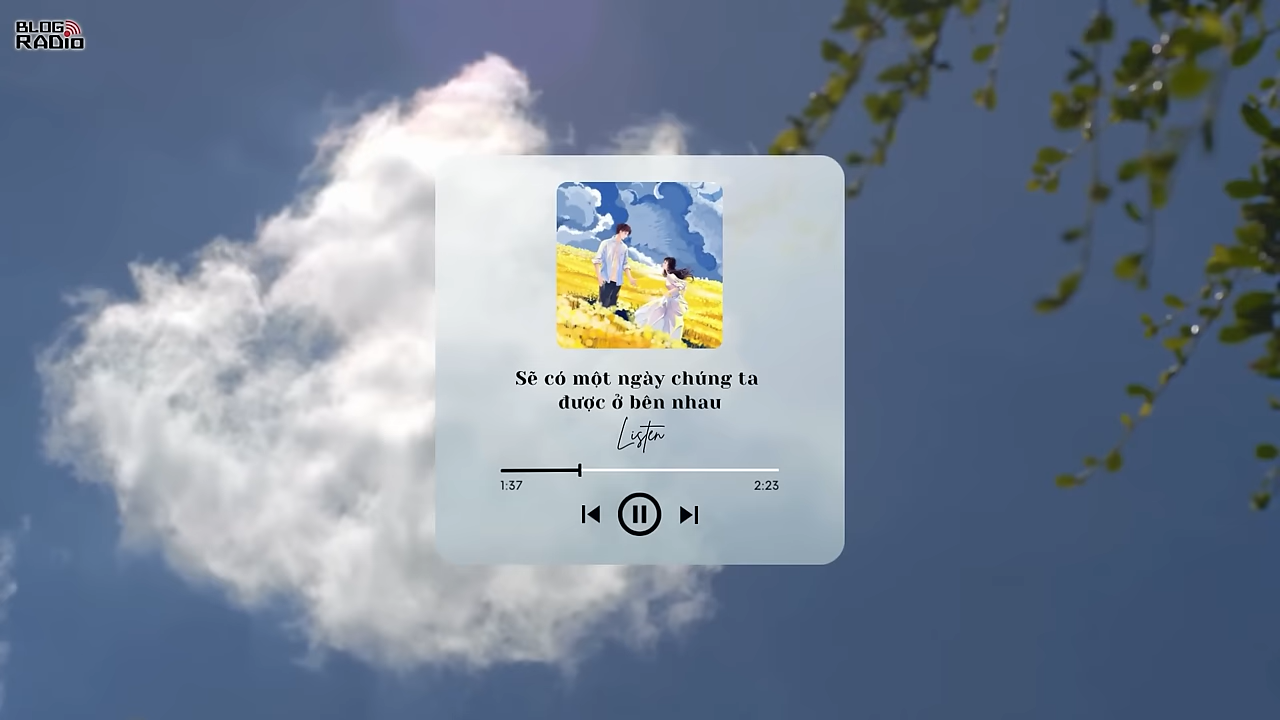 BLOG
RADIO
Sẽ có một ngày chúng ta
được ở bên nhau
Listen
1:37
2:23